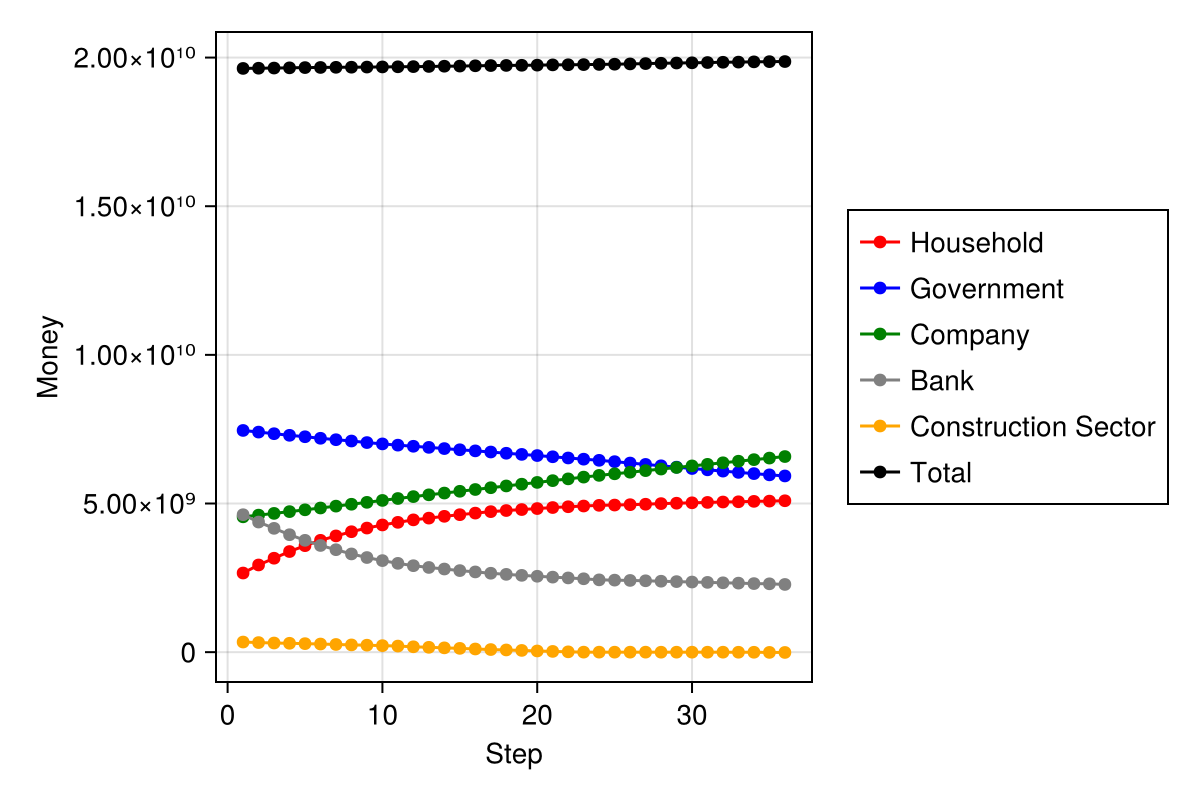 2.00×10¹⁰
1.50×10¹⁰
1.00×10¹⁰
5.00×10⁹
0
Money
0 10 20 30
Step
Household
Government
Company
Bank
Construction Sector
Total